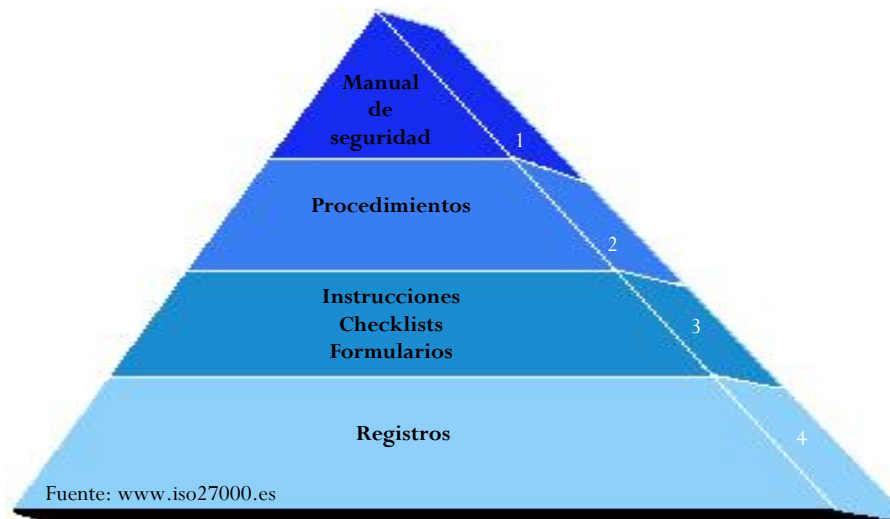 Manual
de
seguridad
1
Procedimientos
2
Instrucciones
Checklists
Formularios
3
Registros
4
Fuente: www.iso27000.es